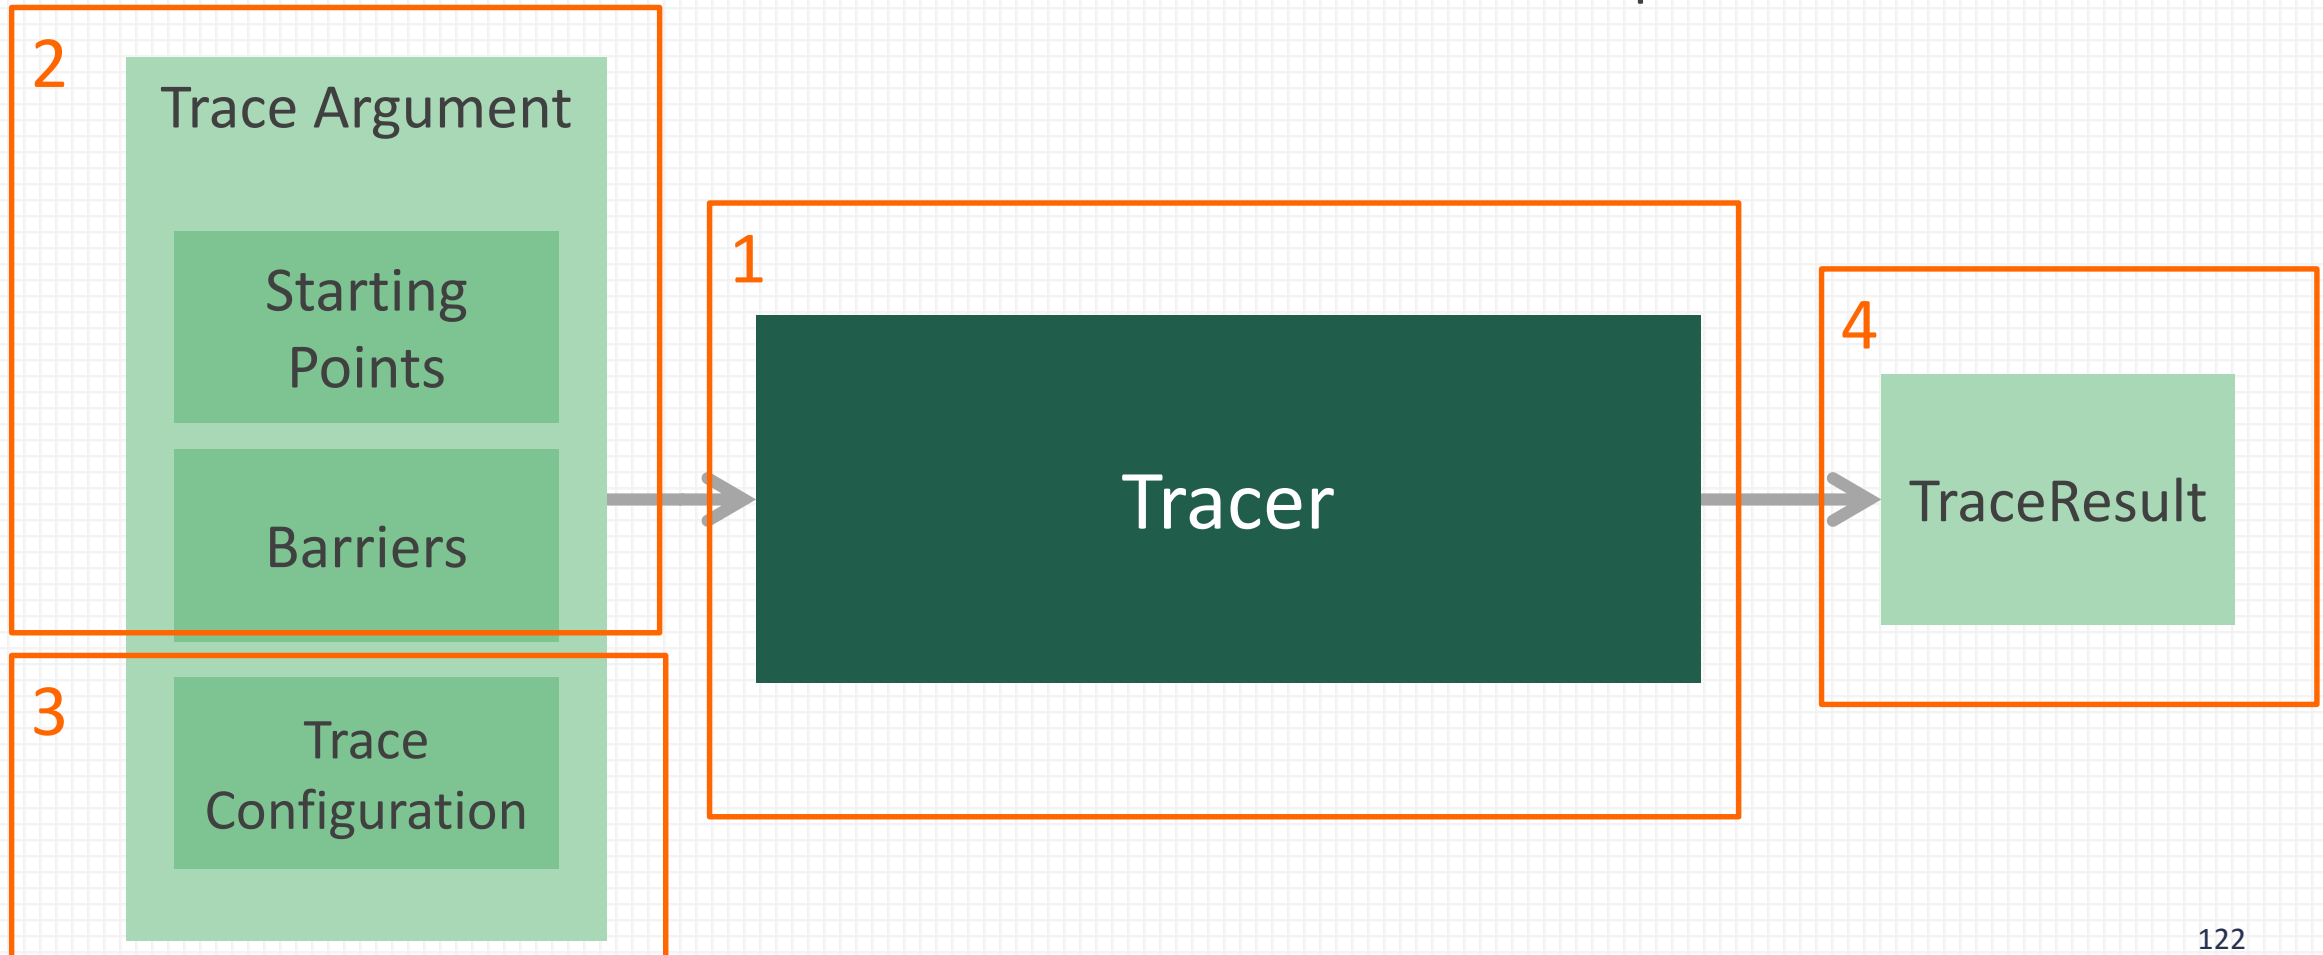 2
Trace Argument
Starting
Points
Barriers
3
Trace
Configuration
1
Tracer
4
TraceResult
122